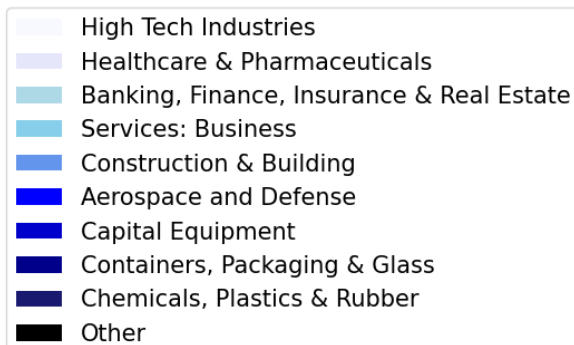 High Tech Industries
Healthcare & Pharmaceuticals
Banking, Finance, Insurance & Real Estate
Services: Business
Construction & Building
Aerospace and Defense
Capital Equipment
Containers, Packaging & Glass
Chemicals, Plastics & Rubber
Other